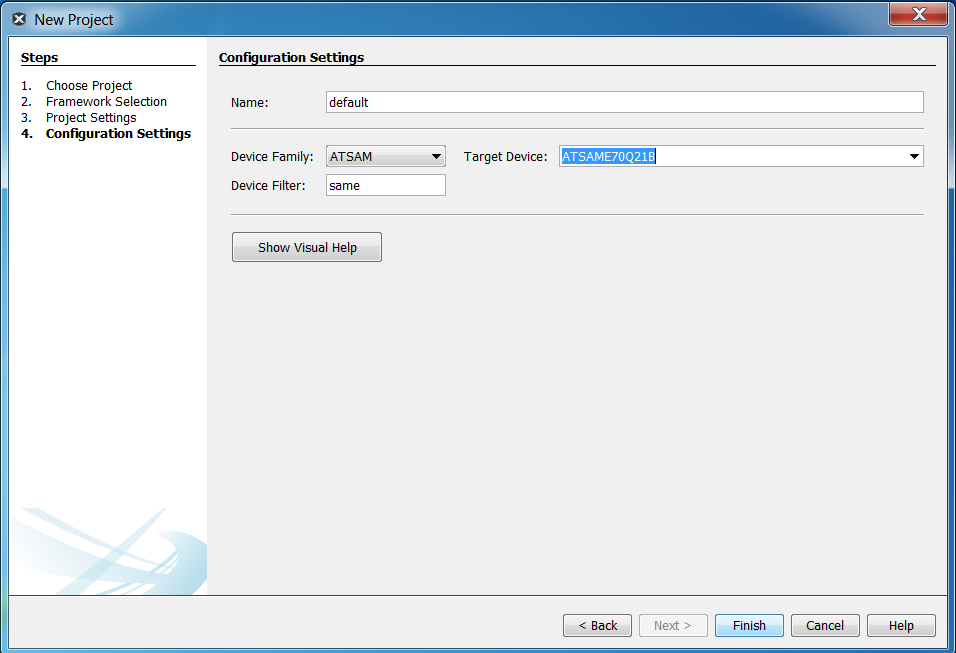 New Project
Steps
1. Choose Project
2. Framework Selection
3. Project Settings
4. Configuration Settings
Configuration Settings
Name: default
Device Family: ATSAM Target Device: ATSAME70Q21B
Device Filter: same
Show Visual Help
< Back Next > Finish Cancel Help